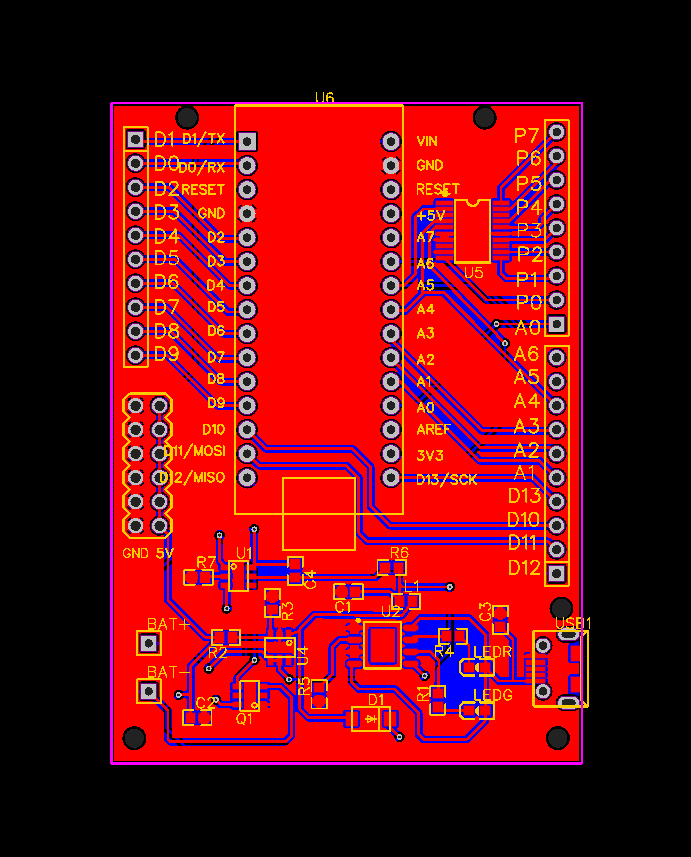 U6
D1 D1/TX VIN P7
D0 D0/RX GND P6
D2 RESET RESET P5
D3 GND +5V P4
D4 D2 A7 P3
D5 D3 A6 P2
U5
D6 D4 A5 P1
D7 D5 A4 P0
D8 D6 A3 A0
D9 D7 A2 A6
D8 A1 A5
D9 A0 A4
D10 AREF A3
D11/MOSI 3V3 A2
D12/MISO D13/SCK A1
D13
D10
D11
D12
GND 5V
U1 R6
R7 C4
L1
C1
R3 U2 C3
BAT+ USB1
R2 U4 R4 LEDR
BAT-
R5 R1 LEDG
C2 Q1 D1